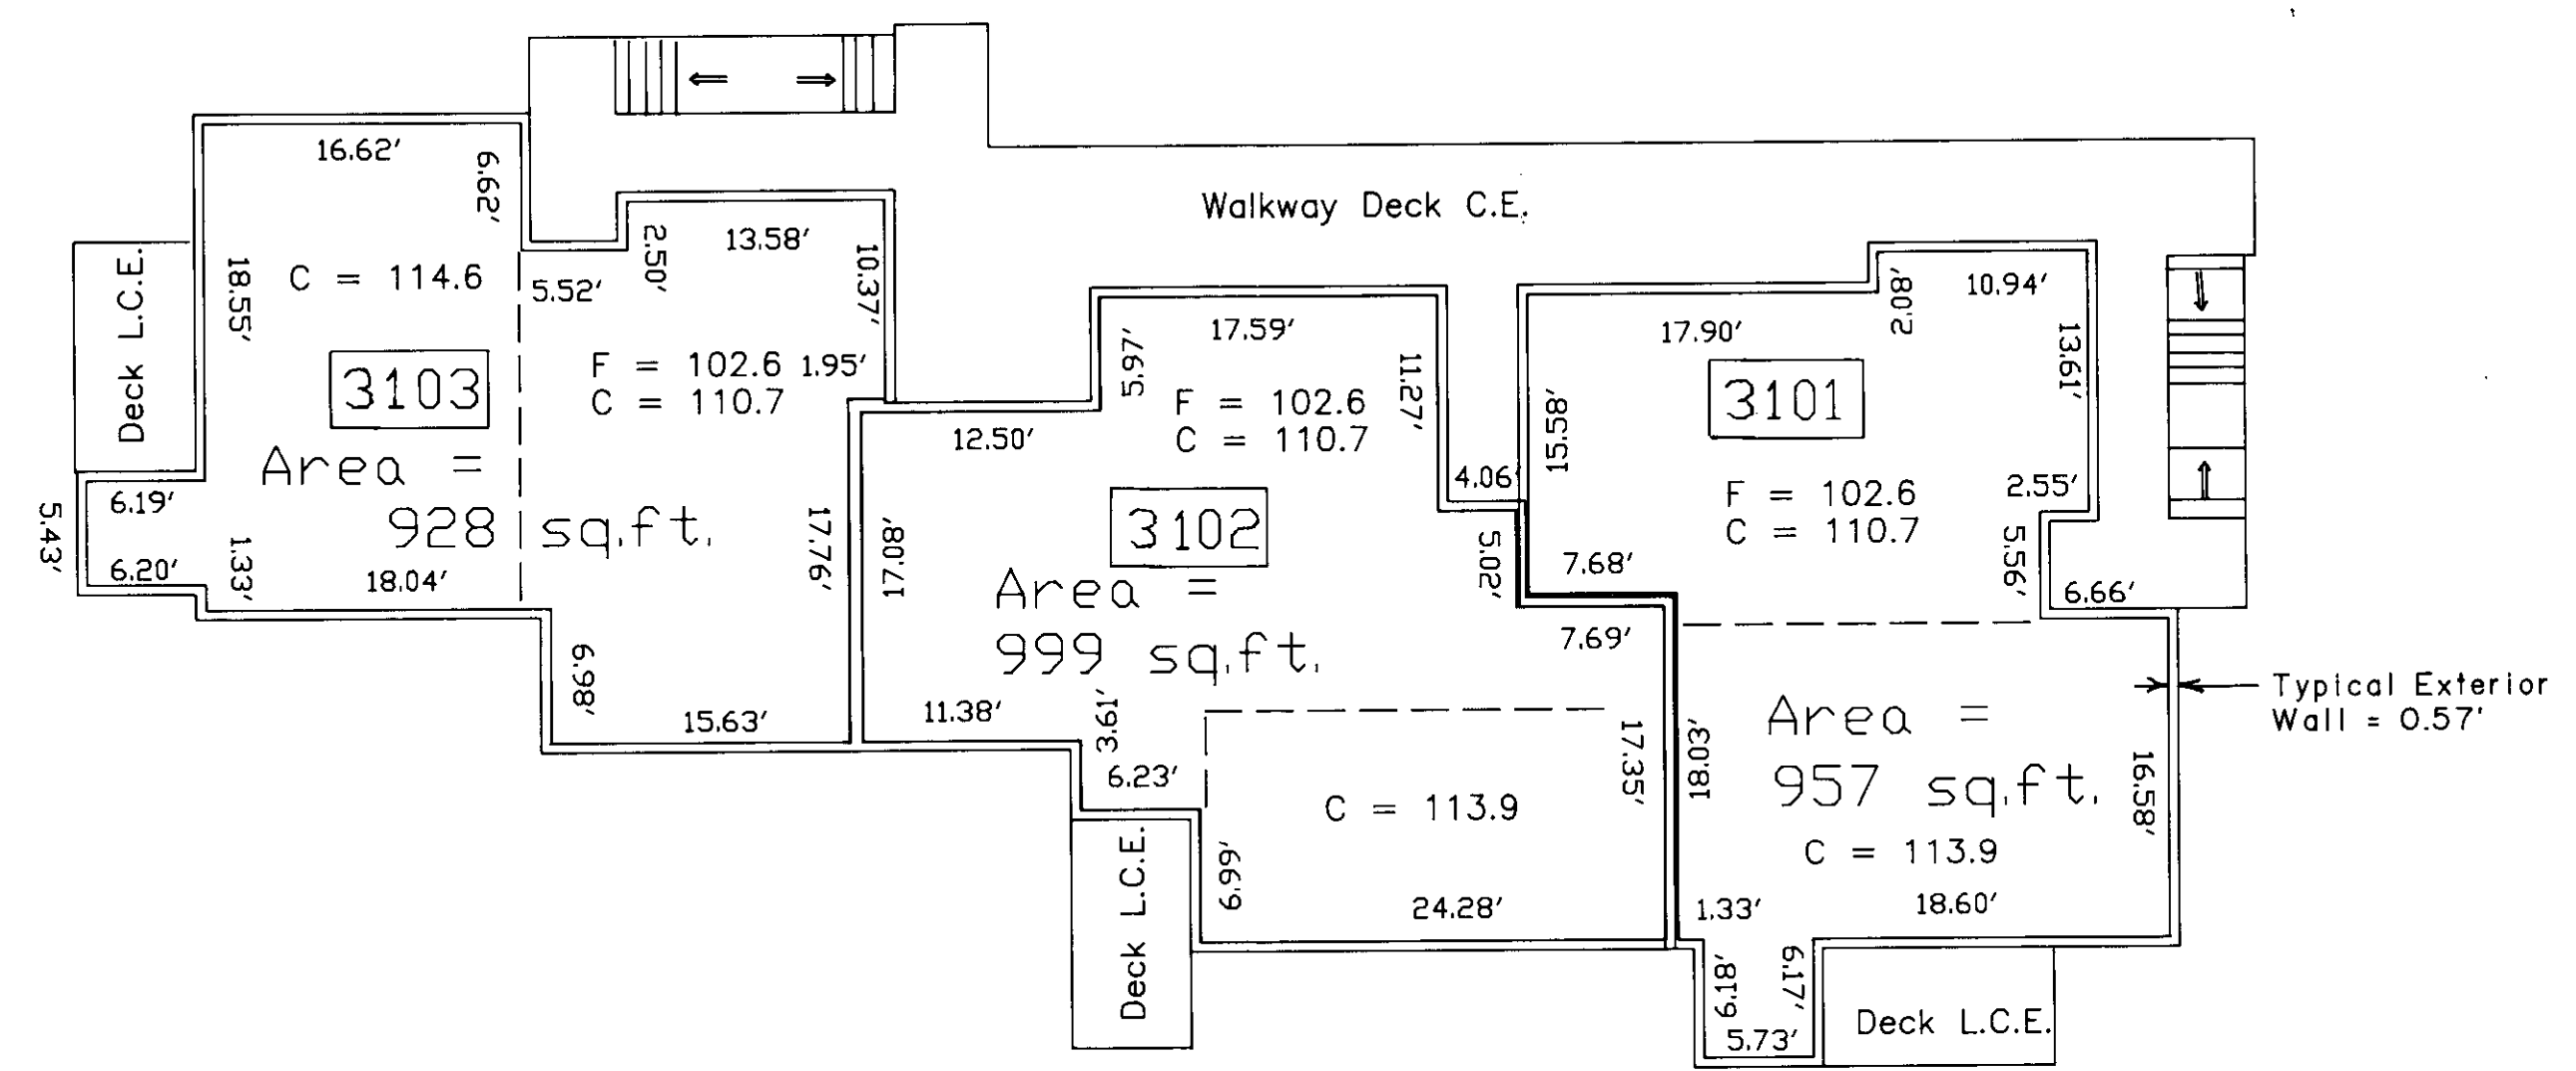 16.62'
6.62'
18.55'
C = 114.6
3103
Area =
928 sq.ft.
Deck L.C.E.
6.19'
5.43'
6.20'
1.33'
18.04'
5.52'
2.50'
13.58'
10.37'
F = 102.6
C = 110.7
1.95'
17.76'
6.98'
15.63'
Walkway Deck C.E.
12.50'
5.97'
17.59'
11.27'
F = 102.6
C = 110.7
4.06'
3102
17.08'
Area =
999 sq.ft.
5.02'
7.69'
11.38'
3.61'
6.23'
C = 113.9
17.35'
6.99'
24.28'
Deck L.C.E.
17.90'
2.08'
10.94'
13.61'
15.58'
3101
F = 102.6
C = 110.7
2.55'
5.56'
7.68'
6.66'
18.03'
Area =
957 sq.ft.
C = 113.9
16.58'
1.33'
18.60'
6.18'
6.17'
5.73'
Deck L.C.E.
Typical Exterior
Wall = 0.57'